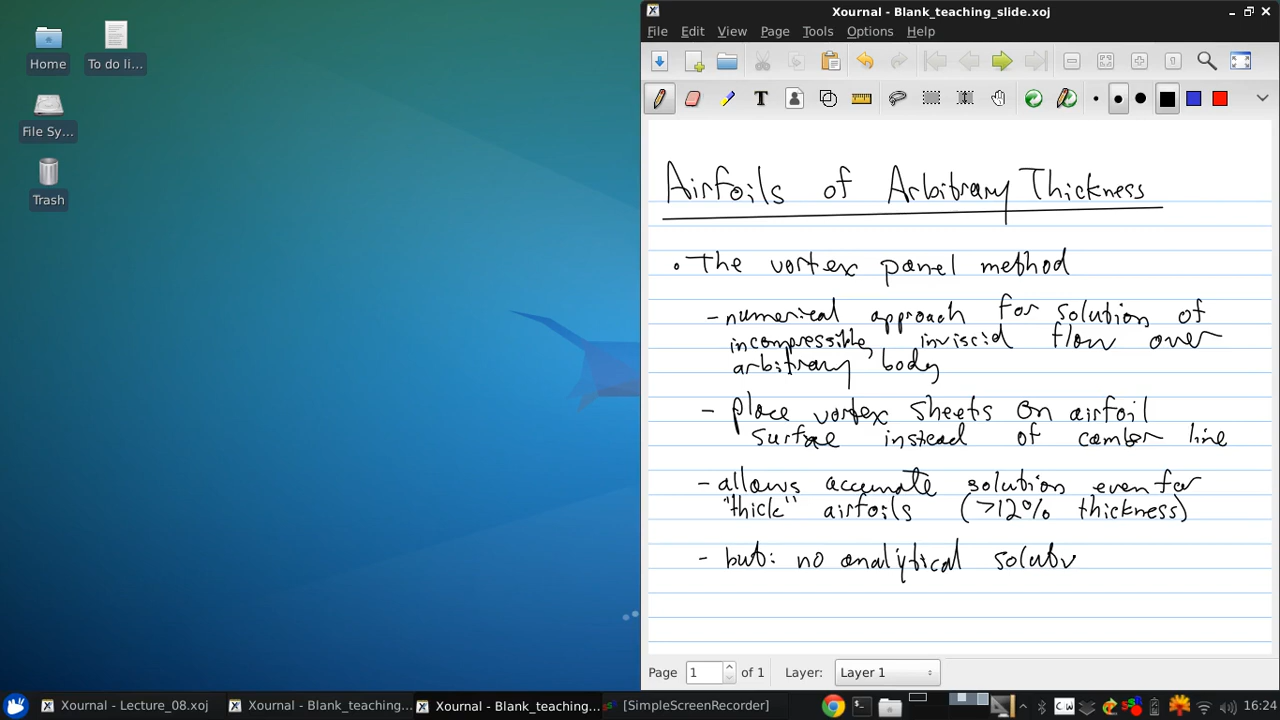 Xournal - Blank_teaching_slide.xoj
File Edit View Page Tools Options Help
Home
To do li...
File Sy...
Trash
Airfoils of Arbitrary Thickness
• The vortex panel method
- numerical approach for solution of
incompressible, inviscid flow over
arbitrary body
- place vortex sheets on airfoil
surface instead of camber line
- allows accurate solution even for
"thick" airfoils (>12% thickness)
- but: no analytical solut
Page 1 of 1 Layer: Layer 1
Xournal - Lecture_08.xoj
Xournal - Blank_teaching...
Xournal - Blank_teaching...
[SimpleScreenRecorder]
16:24